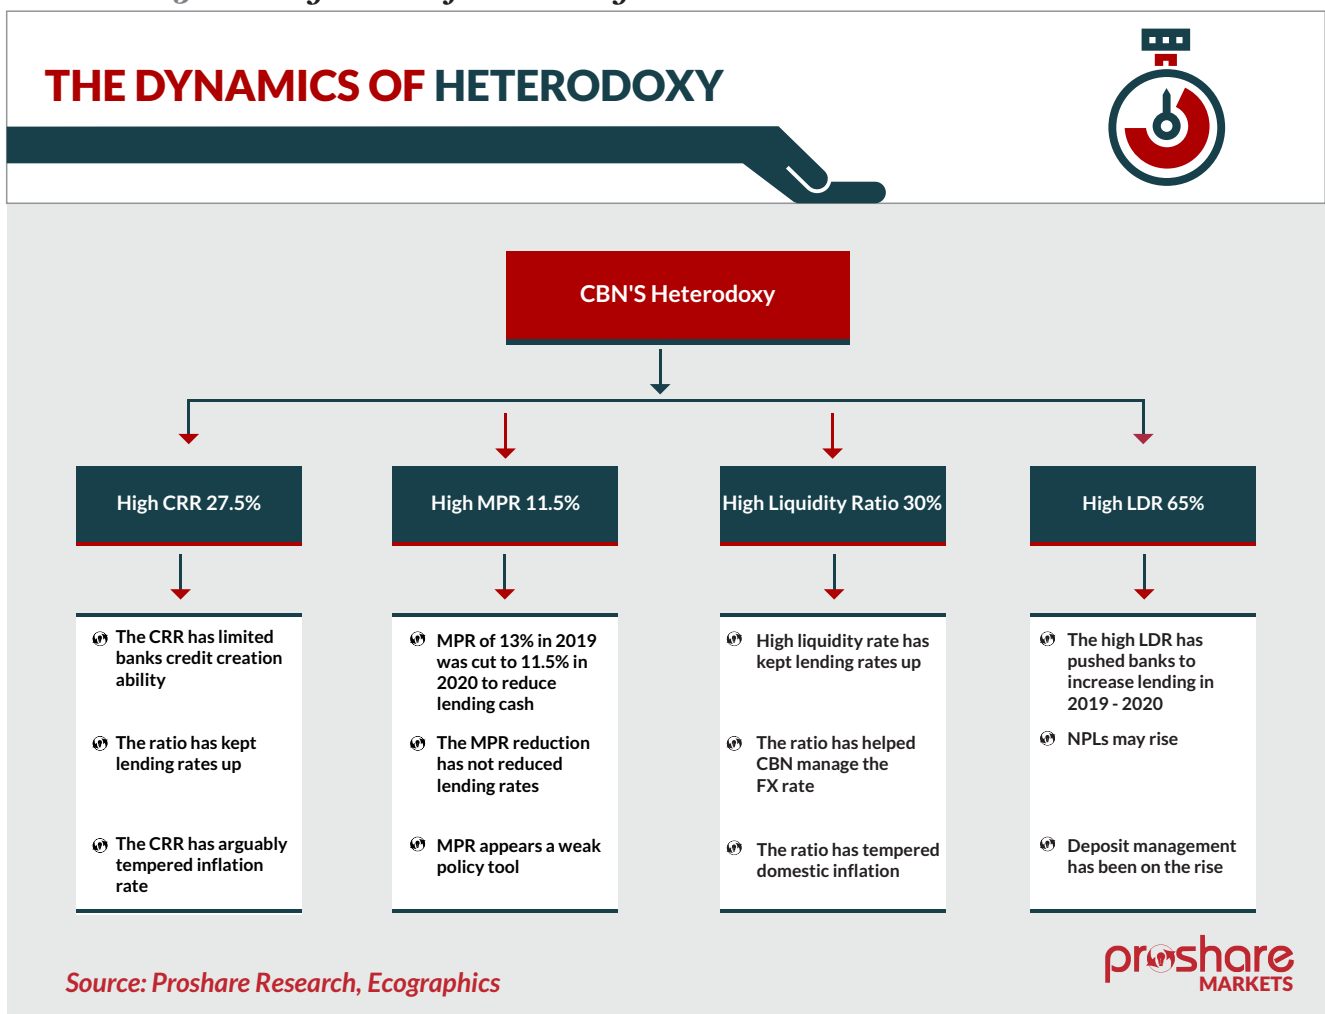 THE DYNAMICS OF HETERODOXY
CBN'S Heterodoxy
High CRR 27.5%
The CRR has limited
banks credit creation
ability
The ratio has kept
lending rates up
The CRR has arguably
tempered inflation
rate
High MPR 11.5%
MPR of 13% in 2019
was cut to 11.5% in
2020 to reduce
lending cash
The MPR reduction
has not reduced
lending rates
MPR appears a weak
policy tool
High Liquidity Ratio 30%
High liquidity rate has
kept lending rates up
The ratio has helped
CBN manage the
FX rate
The ratio has tempered
domestic inflation
High LDR 65%
The high LDR has
pushed banks to
increase lending in
2019 - 2020
NPLs may rise
Deposit management
has been on the rise
Source: Proshare Research, Ecographics
proshare
MARKETS